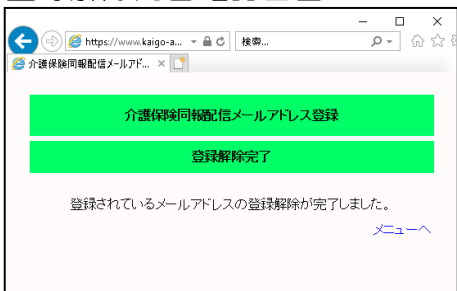 https://www.kaigo-a...
検索...
介護保険同報配信メールアド...
介護保険同報配信メールアドレス登録
登録解除完了
登録されているメールアドレスの登録解除が完了しました。
メニューへ